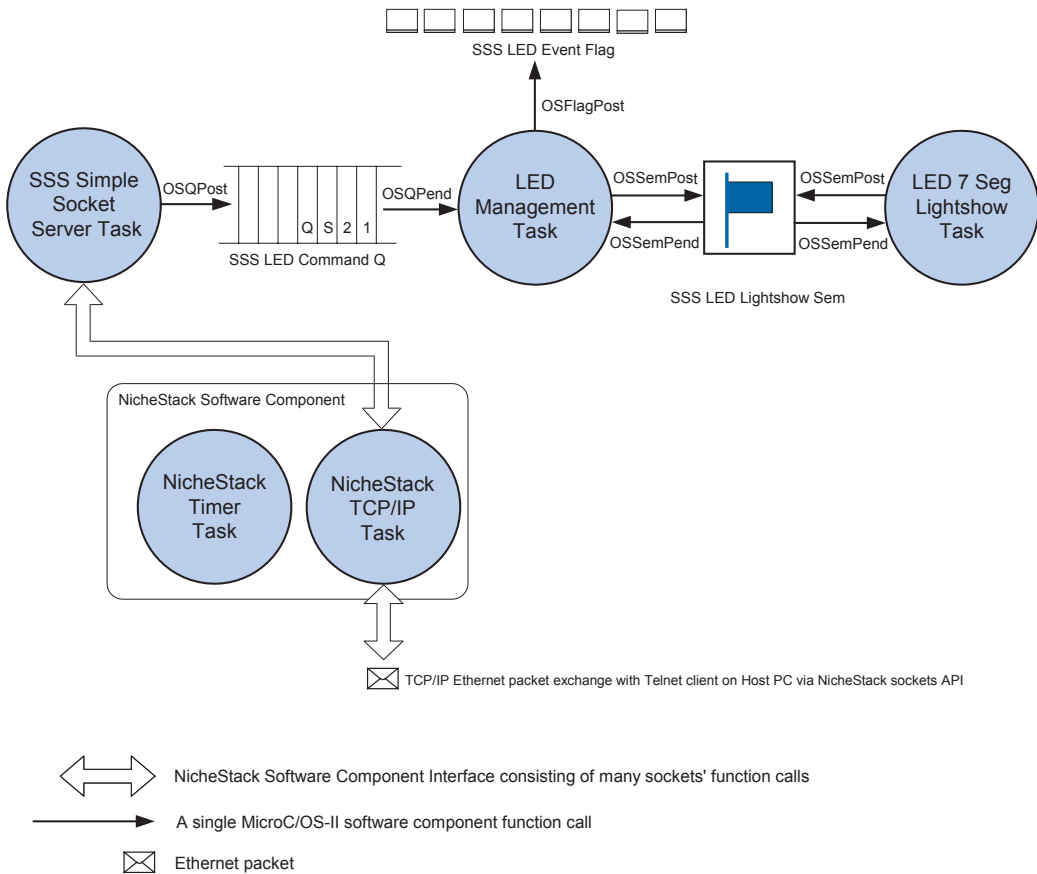 SSS LED Event Flag
OSFlagPost
SSS Simple
Socket
Server Task
OSQPost
Q S 2 1
SSS LED Command Q
OSQPend
LED
Management
Task
OSSemPost
OSSemPend
OSSemPost
OSSemPend
SSS LED Lightshow Sem
LED 7 Seg
Lightshow
Task
NicheStack Software Component
NicheStack
Timer
Task
NicheStack
TCP/IP
Task
TCP/IP Ethernet packet exchange with Telnet client on Host PC via NicheStack sockets API
NicheStack Software Component Interface consisting of many sockets' function calls
A single MicroC/OS-II software component function call
Ethernet packet